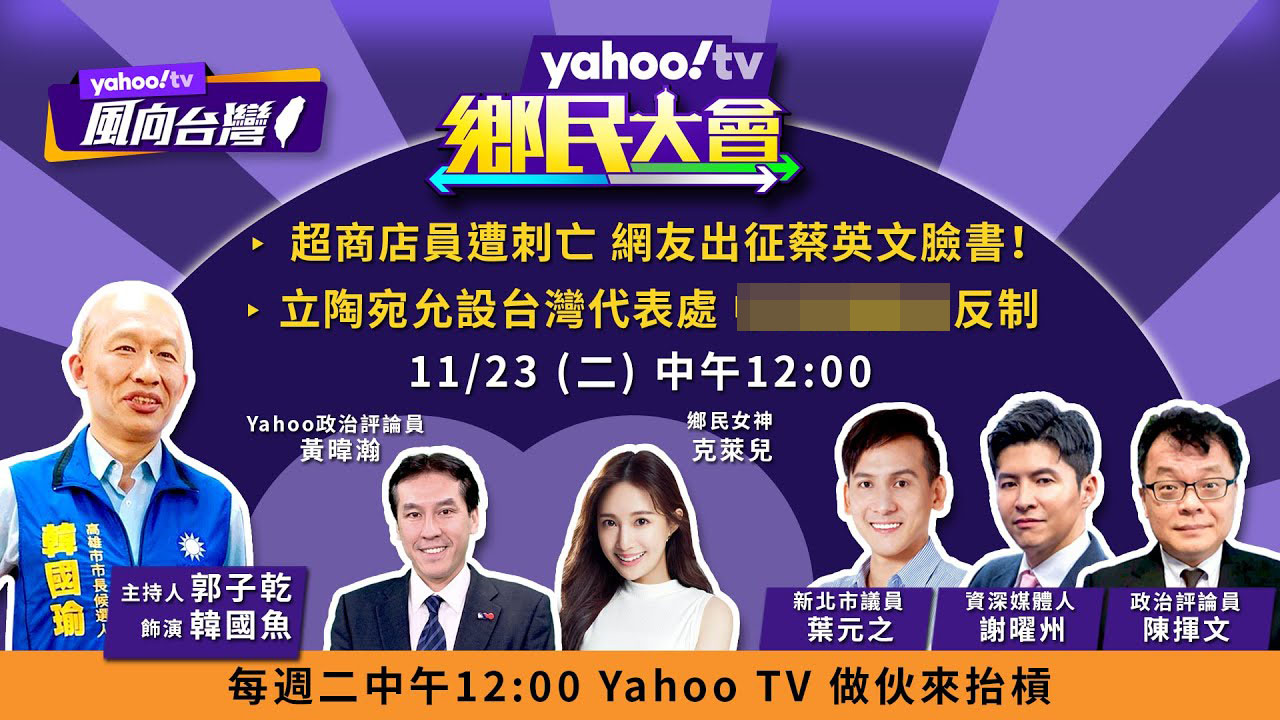 yahoo!tv
風向台灣
yahoo!tv
鄉民大會
超商店員遭刺亡 網友出征蔡英文臉書!
立陶宛允設台灣代表處 反制
11/23 (二) 中午12:00
Yahoo政治評論員
黃暐瀚
鄉民女神
克萊兒
高雄市市長候選人
韓國瑜
主持人 郭子乾
飾演 韓國魚
新北市議員
葉元之
資深媒體人
謝曜州
政治評論員
陳揮文
每週二中午12:00 Yahoo TV 做伙來抬槓